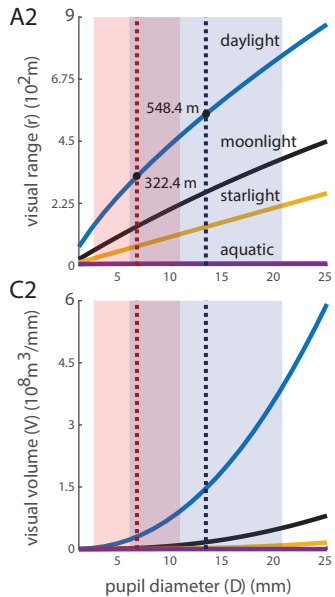 A2
visual range (r) (10²m)
9
6.75
4.5
2.25
0
daylight
548.4 m
moonlight
322.4 m
starlight
aquatic
5
10
15
20
25
C2
visual volume (V) (10⁸m³/mm)
6
4.5
1.5
0
5
10
15
20
25
pupil diameter (D) (mm)